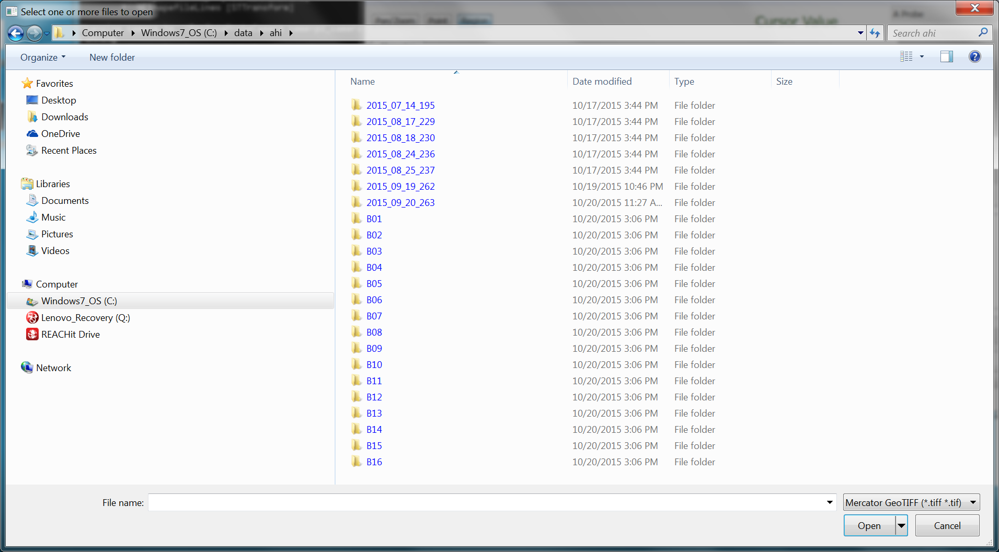 Select one or more files to open
Computer Windows7_OS (C:) data ahi
Search ahi
Organize New folder
Favorites
Desktop
Downloads
OneDrive
Recent Places
Libraries
Documents
Music
Pictures
Videos
Computer
Windows7_OS (C:)
Lenovo_Recovery (Q:)
REACHit Drive
Network
Name Date modified Type Size
2015_07_14_195 10/17/2015 3:44 PM File folder
2015_08_17_229 10/17/2015 3:44 PM File folder
2015_08_18_230 10/17/2015 3:44 PM File folder
2015_08_24_236 10/17/2015 3:44 PM File folder
2015_08_25_237 10/17/2015 3:44 PM File folder
2015_09_19_262 10/19/2015 10:46 PM File folder
2015_09_20_263 10/20/2015 11:27 A... File folder
B01 10/20/2015 3:06 PM File folder
B02 10/20/2015 3:06 PM File folder
B03 10/20/2015 3:06 PM File folder
B04 10/20/2015 3:06 PM File folder
B05 10/20/2015 3:06 PM File folder
B06 10/20/2015 3:06 PM File folder
B07 10/20/2015 3:06 PM File folder
B08 10/20/2015 3:06 PM File folder
B09 10/20/2015 3:06 PM File folder
B10 10/20/2015 3:06 PM File folder
B11 10/20/2015 3:06 PM File folder
B12 10/20/2015 3:06 PM File folder
B13 10/20/2015 3:06 PM File folder
B14 10/20/2015 3:06 PM File folder
B15 10/20/2015 3:06 PM File folder
B16 10/20/2015 3:06 PM File folder
File name:
Mercator GeoTIFF (*.tiff *.tif)
Open Cancel